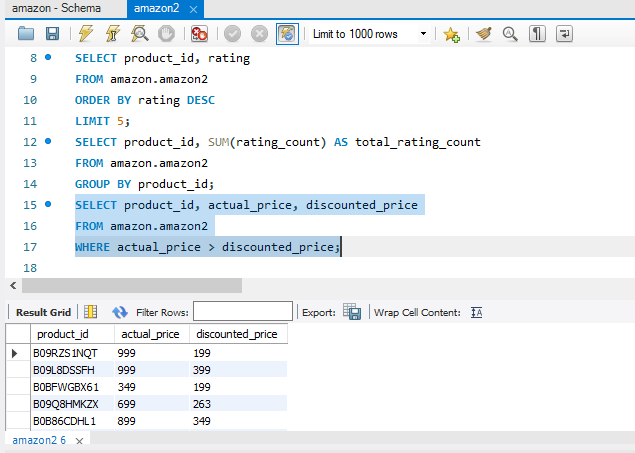 amazon - Schema amazon2 ×
Limit to 1000 rows
8 SELECT product_id, rating
9 FROM amazon.amazon2
10 ORDER BY rating DESC
11 LIMIT 5;
12 SELECT product_id, SUM(rating_count) AS total_rating_count
13 FROM amazon.amazon2
14 GROUP BY product_id;
15 SELECT product_id, actual_price, discounted_price
16 FROM amazon.amazon2
17 WHERE actual_price > discounted_price;
18
Result Grid Filter Rows: Export: Wrap Cell Content: IA
product_id actual_price discounted_price
B09RZS1NQT 999 199
B09L8DSSFH 999 399
B0BFWGBX61 349 199
B09Q8HMKZX 699 263
B0B86CDHL1 899 349
amazon2 6 ×